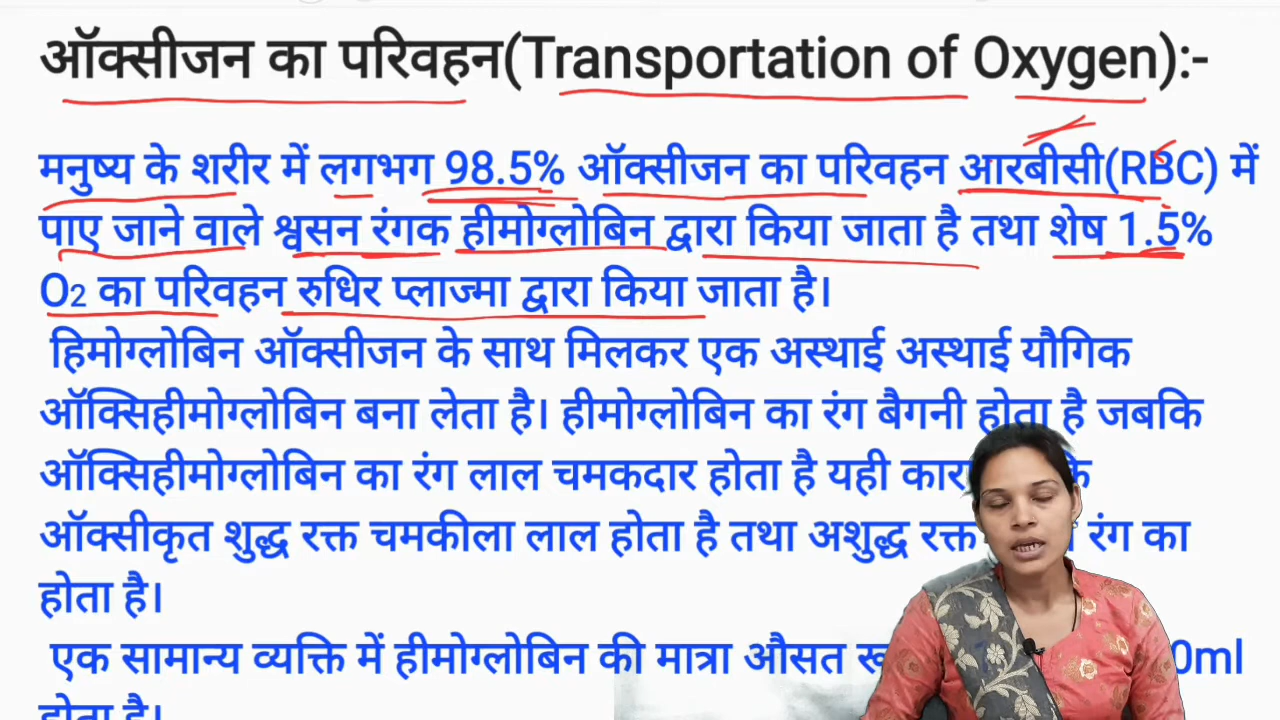 ऑक्सीजन का परिवहन(Transportation of Oxygen):-
मनुष्य के शरीर में लगभग 98.5% ऑक्सीजन का परिवहन आरबीसी(RBC) में
पाए जाने वाले श्वसन रंगक हीमोग्लोबिन द्वारा किया जाता है तथा शेष 1.5%
O2 का परिवहन रुधिर प्लाज्मा द्वारा किया जाता है।
हिमोग्लोबिन ऑक्सीजन के साथ मिलकर एक अस्थाई अस्थाई यौगिक
ऑक्सिहीमोग्लोबिन बना लेता है। हीमोग्लोबिन का रंग बैगनी होता है जबकि
ऑक्सिहीमोग्लोबिन का रंग लाल चमकदार होता है यही
ऑक्सीकृत शुद्ध रक्त चमकीला लाल होता है तथा अशुद्ध रक्त रंग का
होता है।
एक सामान्य व्यक्ति में हीमोग्लोबिन की मात्रा औसत 0ml
होता है।